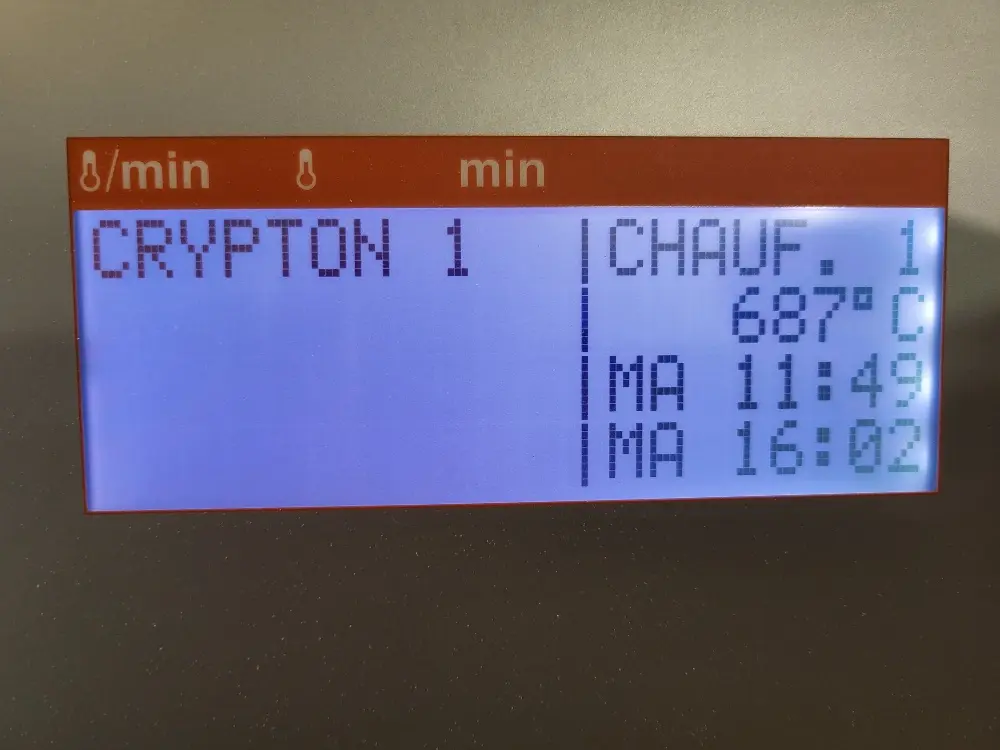 /min min
CRYPTON 1 |CHAUF. 1
|687°C
|MA 11:49
|MA 16:02